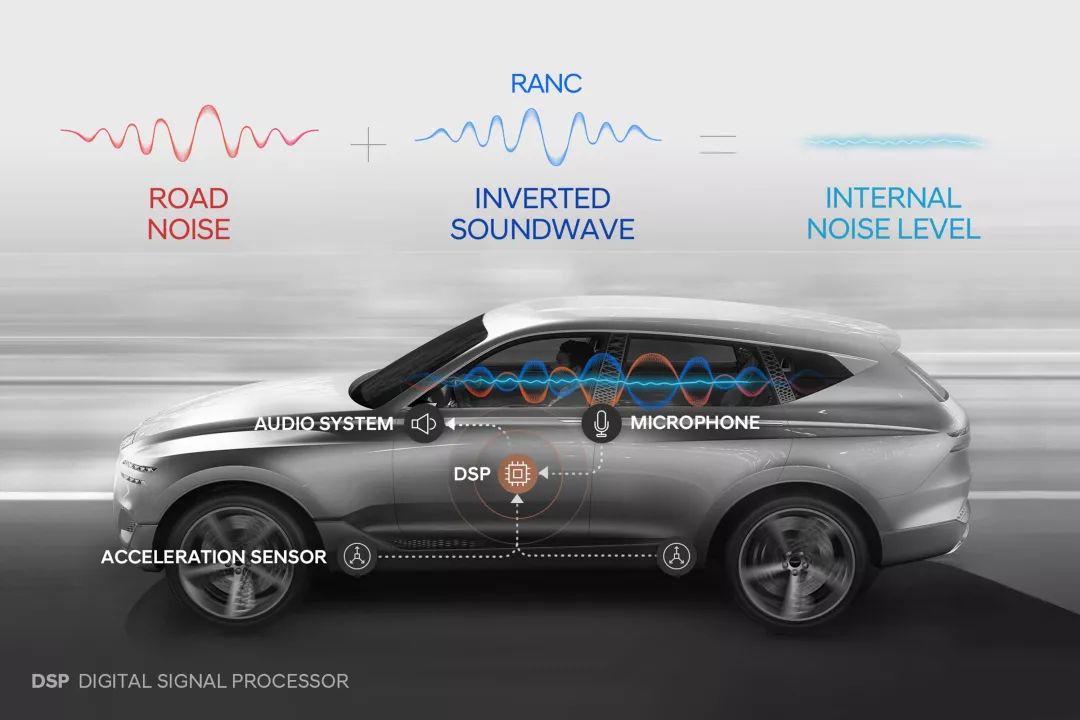 RANC
ROAD
NOISE
INVERTED
SOUNDWAVE
INTERNAL
NOISE LEVEL
AUDIO SYSTEM
MICROPHONE
DSP
ACCELERATION SENSOR
DSP DIGITAL SIGNAL PROCESSOR